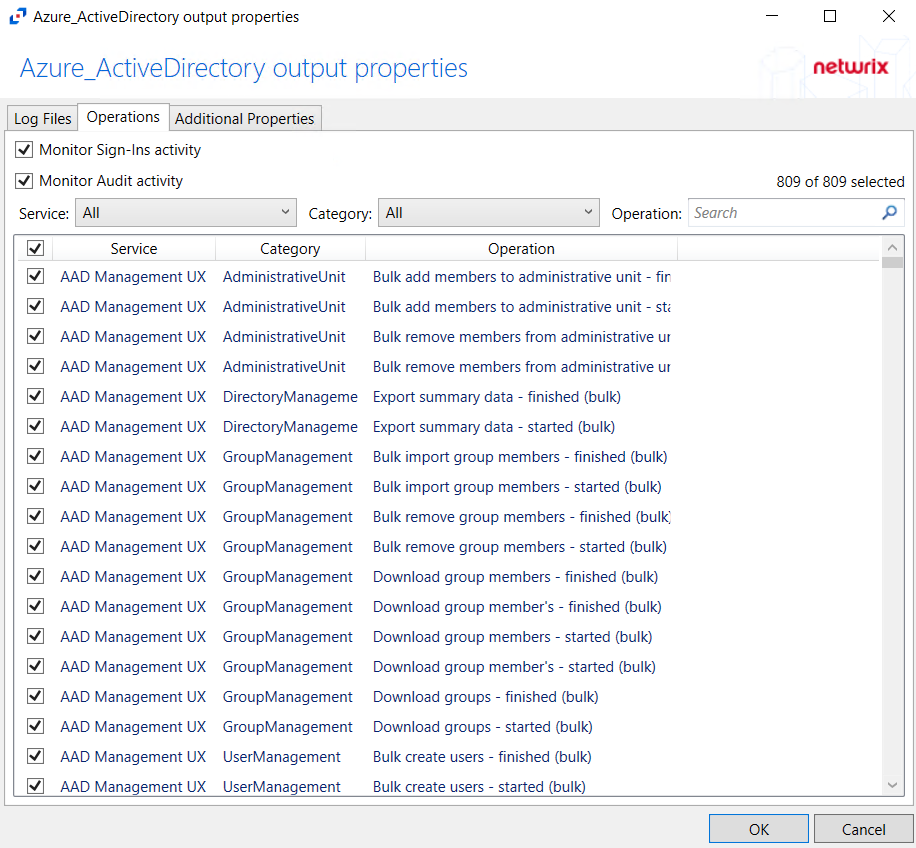 Azure_ActiveDirectory output properties
Azure_ActiveDirectory output properties
netwrix
Log Files Operations Additional Properties
Monitor Sign-Ins activity
Monitor Audit activity
809 of 809 selected
Service: All Category: All Operation: Search
Service Category Operation
AAD Management UX AdministrativeUnit Bulk add members to administrative unit - fin
AAD Management UX AdministrativeUnit Bulk add members to administrative unit - sta
AAD Management UX AdministrativeUnit Bulk remove members from administrative un
AAD Management UX AdministrativeUnit Bulk remove members from administrative un
AAD Management UX DirectoryManageme Export summary data - finished (bulk)
AAD Management UX DirectoryManageme Export summary data - started (bulk)
AAD Management UX GroupManagement Bulk import group members - finished (bulk)
AAD Management UX GroupManagement Bulk import group members - started (bulk)
AAD Management UX GroupManagement Bulk remove group members - finished (bulk)
AAD Management UX GroupManagement Bulk remove group members - started (bulk)
AAD Management UX GroupManagement Download group members - finished (bulk)
AAD Management UX GroupManagement Download group member's - finished (bulk)
AAD Management UX GroupManagement Download group members - started (bulk)
AAD Management UX GroupManagement Download group member's - started (bulk)
AAD Management UX GroupManagement Download groups - finished (bulk)
AAD Management UX GroupManagement Download groups - started (bulk)
AAD Management UX UserManagement Bulk create users - finished (bulk)
AAD Management UX UserManagement Bulk create users - started (bulk)
OK Cancel